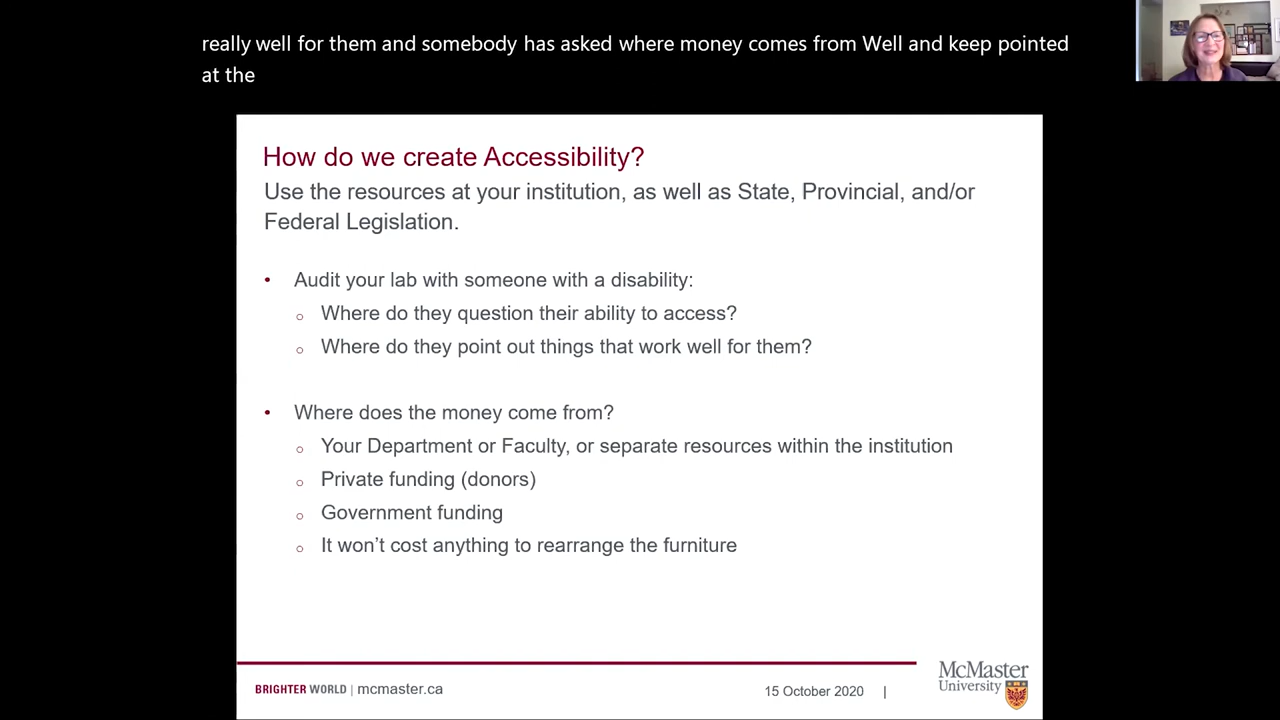 really well for them and somebody has asked where money comes from Well and keep pointed
at the
How do we create Accessibility?
Use the resources at your institution, as well as State, Provincial, and/or
Federal Legislation.
• Audit your lab with someone with a disability:
○ Where do they question their ability to access?
○ Where do they point out things that work well for them?
• Where does the money come from?
○ Your Department or Faculty, or separate resources within the institution
○ Private funding (donors)
○ Government funding
○ It won’t cost anything to rearrange the furniture
BRIGHTER WORLD | mcmaster.ca
15 October 2020 |
McMaster
University